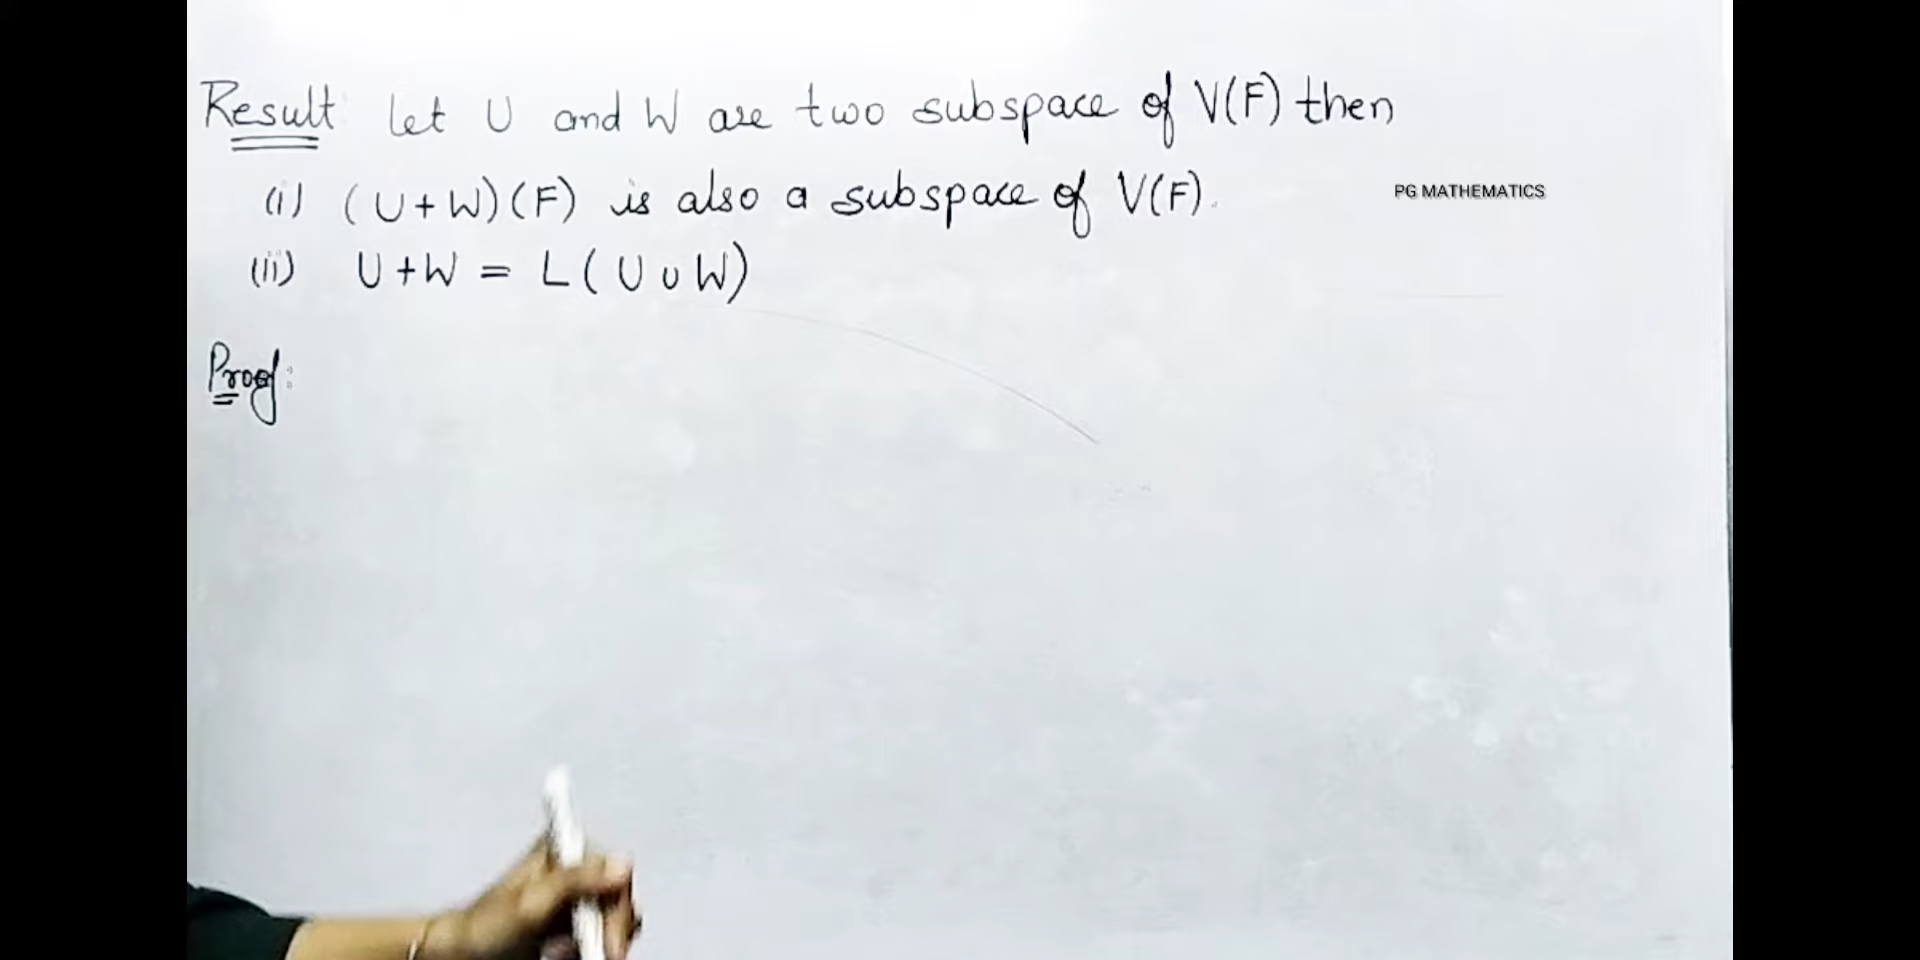 Result: Let U and W are two subspace of V(F) then
(i) (U+W)(F) is also a subspace of V(F).
PG MATHEMATICS
(ii) U+W = L(U∪W)
Proof: